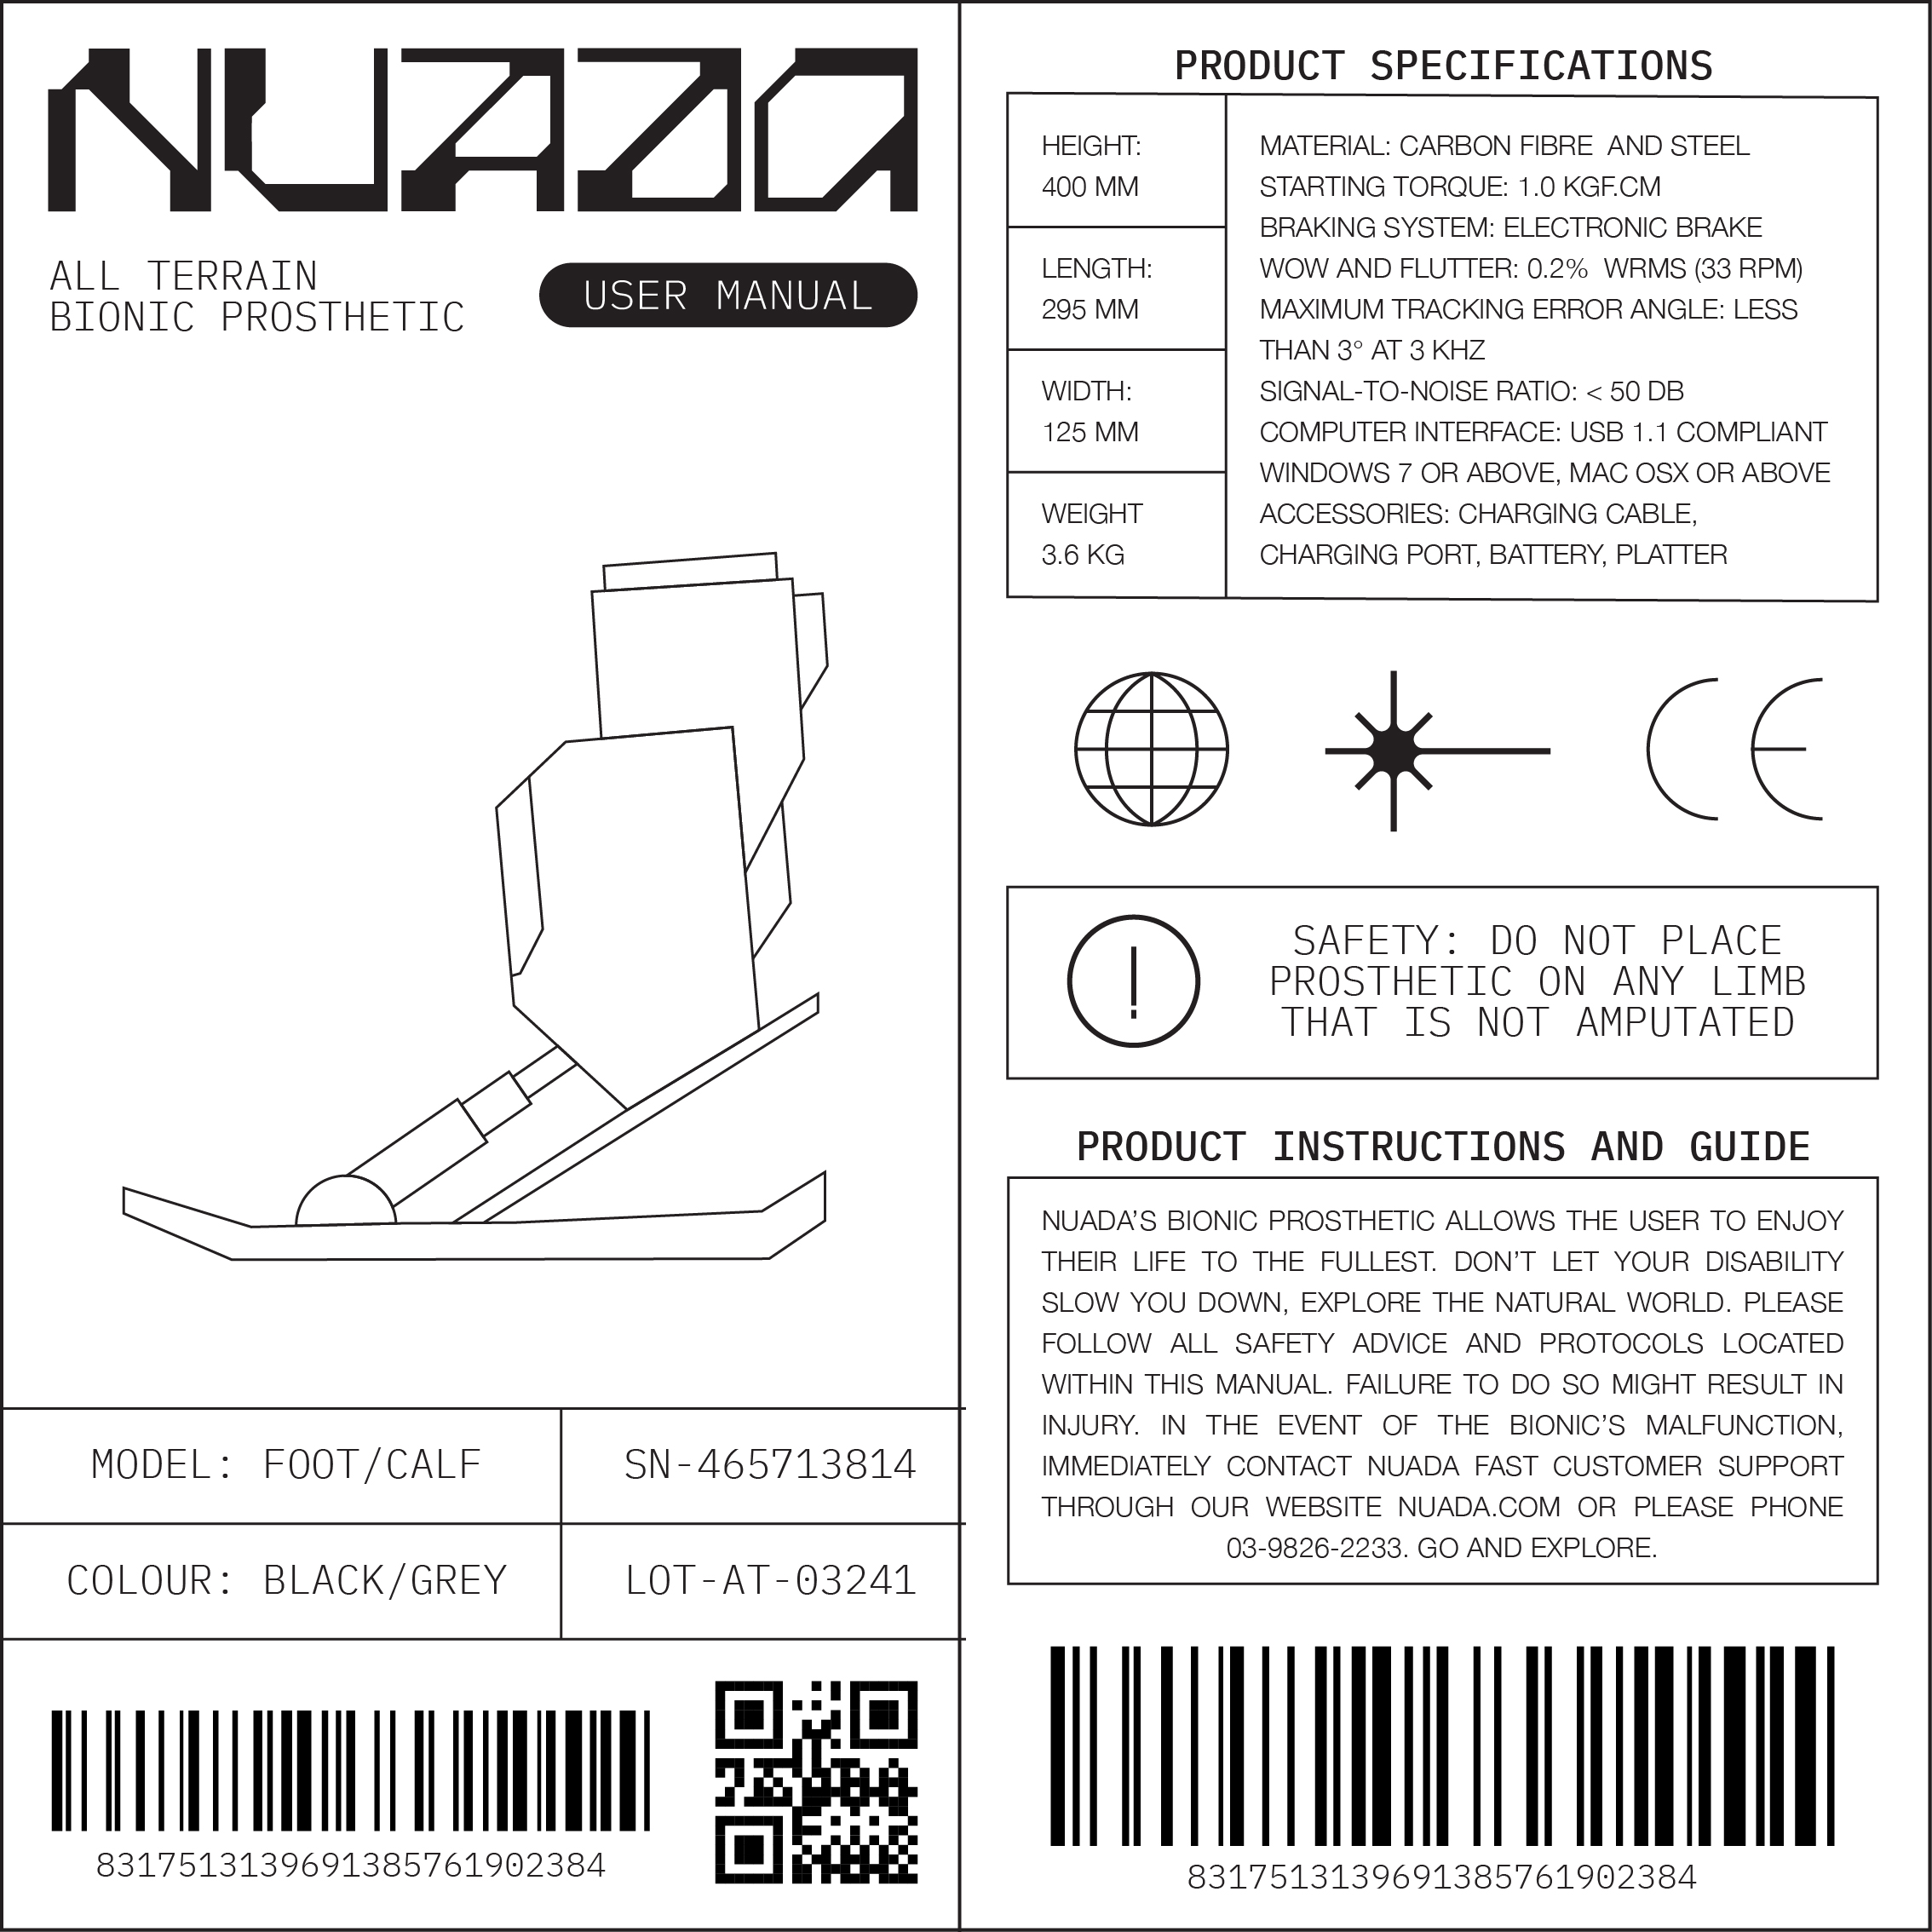 NUADA
ALL TERRAIN
BIONIC PROSTHETIC
USER MANUAL
MODEL: FOOT/CALF
SN-465713814
COLOUR: BLACK/GREY
LOT-AT-03241
8317513139691385761902384
PRODUCT SPECIFICATIONS
HEIGHT:
400 MM
LENGTH:
295 MM
WIDTH:
125 MM
WEIGHT
3.6 KG
MATERIAL: CARBON FIBRE  AND STEEL
STARTING TORQUE: 1.0 KGF.CM
BRAKING SYSTEM: ELECTRONIC BRAKE
WOW AND FLUTTER: 0.2%  WRMS (33 RPM)
MAXIMUM TRACKING ERROR ANGLE: LESS
THAN 3° AT 3 KHZ
SIGNAL-TO-NOISE RATIO: < 50 DB
COMPUTER INTERFACE: USB 1.1 COMPLIANT
WINDOWS 7 OR ABOVE, MAC OSX OR ABOVE
ACCESSORIES: CHARGING CABLE,
CHARGING PORT, BATTERY, PLATTER
CE
!
SAFETY: DO NOT PLACE
PROSTHETIC ON ANY LIMB
THAT IS NOT AMPUTATED
PRODUCT INSTRUCTIONS AND GUIDE
NUADA’S BIONIC PROSTHETIC ALLOWS THE USER TO ENJOY
THEIR LIFE TO THE FULLEST. DON’T LET YOUR DISABILITY
SLOW YOU DOWN, EXPLORE THE NATURAL WORLD. PLEASE
FOLLOW ALL SAFETY ADVICE AND PROTOCOLS LOCATED
WITHIN THIS MANUAL. FAILURE TO DO SO MIGHT RESULT IN
INJURY. IN THE EVENT OF THE BIONIC’S MALFUNCTION,
IMMEDIATELY CONTACT NUADA FAST CUSTOMER SUPPORT
THROUGH OUR WEBSITE NUADA.COM OR PLEASE PHONE
03-9826-2233. GO AND EXPLORE.
8317513139691385761902384